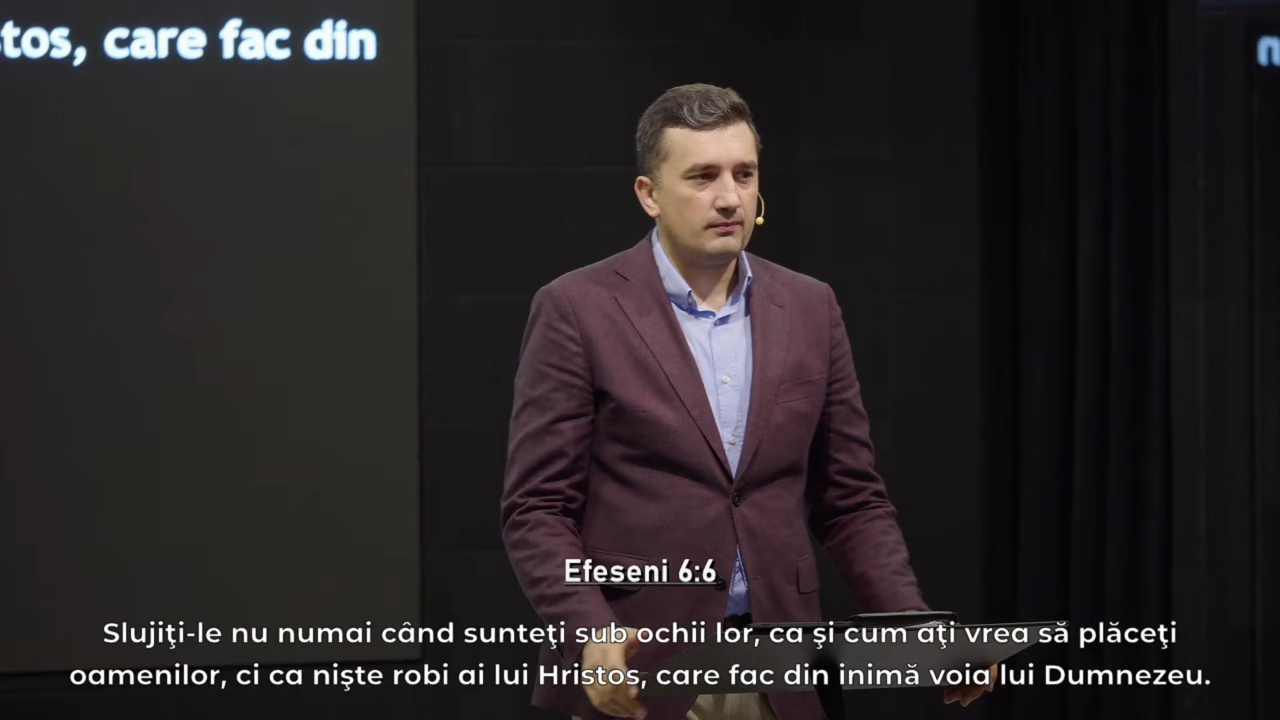 tos, care fac din
Efeseni 6:6
Slujiţi-le nu numai când sunteţi sub ochii lor, ca şi cum aţi vrea să plăceţi
oamenilor, ci ca nişte robi ai lui Hristos, care fac din inimă voia lui Dumnezeu.